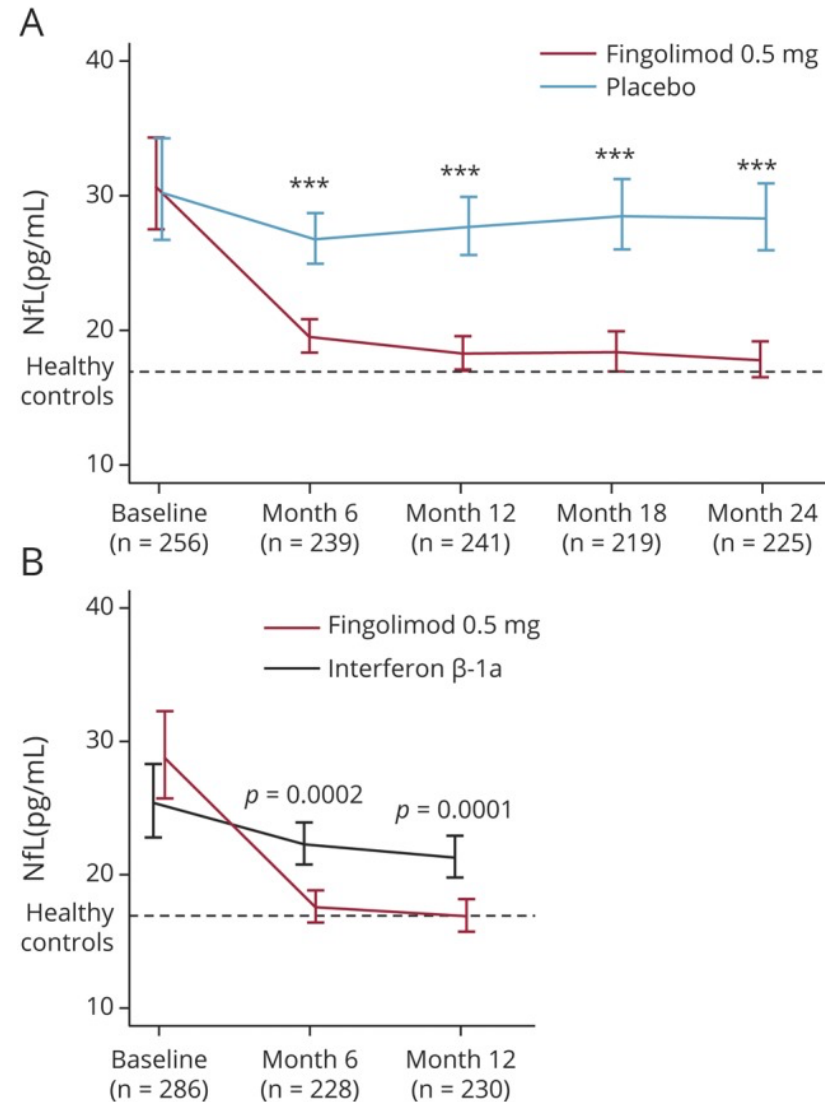 A
40
Fingolimod 0.5 mg
Placebo
***
***
***
***
30
NfL(pg/mL)
20
Healthy
controls
10
Baseline
Month 6
Month 12
Month 18
Month 24
(n = 256)
(n = 239)
(n = 241)
(n = 219)
(n = 225)
B
40
Fingolimod 0.5 mg
Interferon β-1a
30
p = 0.0002
p = 0.0001
NfL(pg/mL)
20
Healthy
controls
10
Baseline
Month 6
Month 12
(n = 286)
(n = 228)
(n = 230)